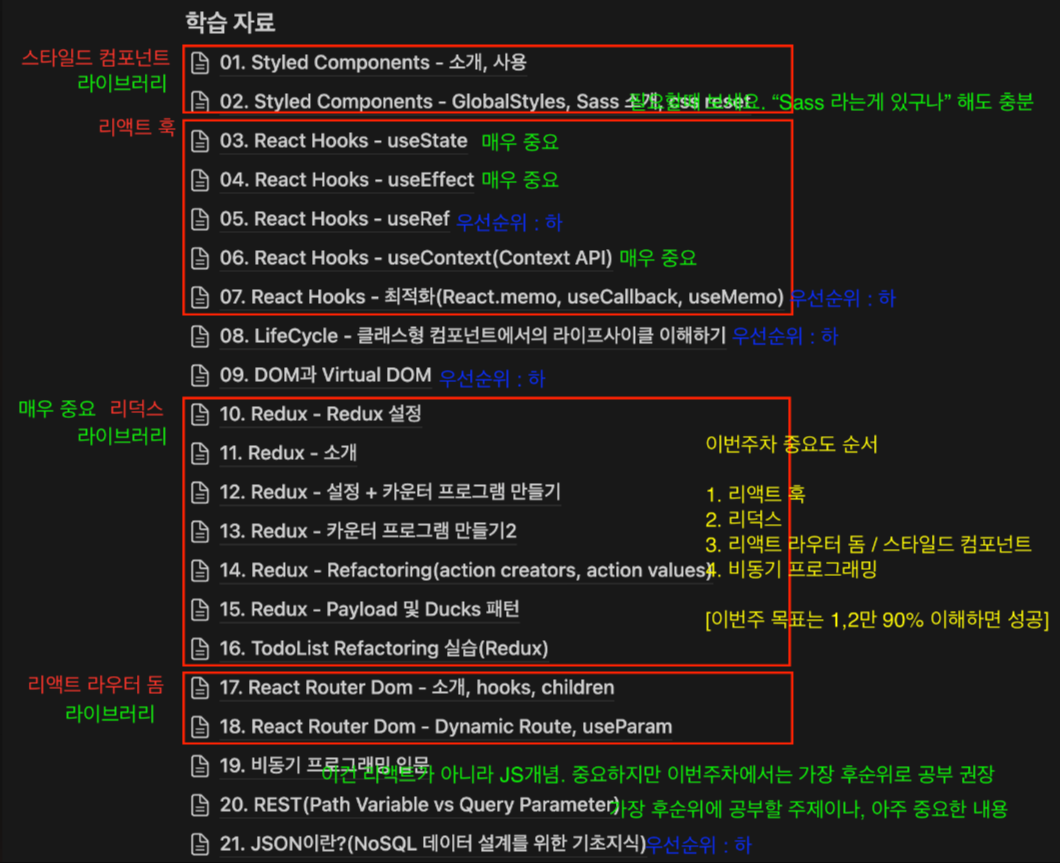 학습 자료
스타일드 컴포넌트
라이브러리
01. Styled Components - 소개, 사용
02. Styled Components - GlobalStyles, Sass 소개, css reset
필요할때 보세요. “Sass 라는게 있구나” 해도 충분
리액트 훅
03. React Hooks - useState 매우 중요
04. React Hooks - useEffect 매우 중요
05. React Hooks - useRef 우선순위 : 하
06. React Hooks - useContext(Context API) 매우 중요
07. React Hooks - 최적화(React.memo, useCallback, useMemo) 우선순위 : 하
08. LifeCycle - 클래스형 컴포넌트에서의 라이프사이클 이해하기 우선순위 : 하
09. DOM과 Virtual DOM 우선순위 : 하
매우 중요 리덕스
라이브러리
10. Redux - Redux 설정
11. Redux - 소개
12. Redux - 설정 + 카운터 프로그램 만들기
13. Redux - 카운터 프로그램 만들기2
14. Redux - Refactoring(action creators, action values)
15. Redux - Payload 및 Ducks 패턴
16. TodoList Refactoring 실습(Redux)
이번주차 중요도 순서
1. 리액트 훅
2. 리덕스
3. 리액트 라우터 돔 / 스타일드 컴포넌트
4. 비동기 프로그래밍
[이번주 목표는 1,2만 90% 이해하면 성공]
리액트 라우터 돔
라이브러리
17. React Router Dom - 소개, hooks, children
18. React Router Dom - Dynamic Route, useParam
19. 비동기 프로그래밍 입문
이건 리액트가 아니라 JS개념. 중요하지만 이번주차에서는 가장 후순위로 공부 권장
20. REST(Path Variable vs Query Parameter)
가장 후순위에 공부할 주제이나, 아주 중요한 내용
21. JSON이란?(NoSQL 데이터 설계를 위한 기초지식) 우선순위 : 하